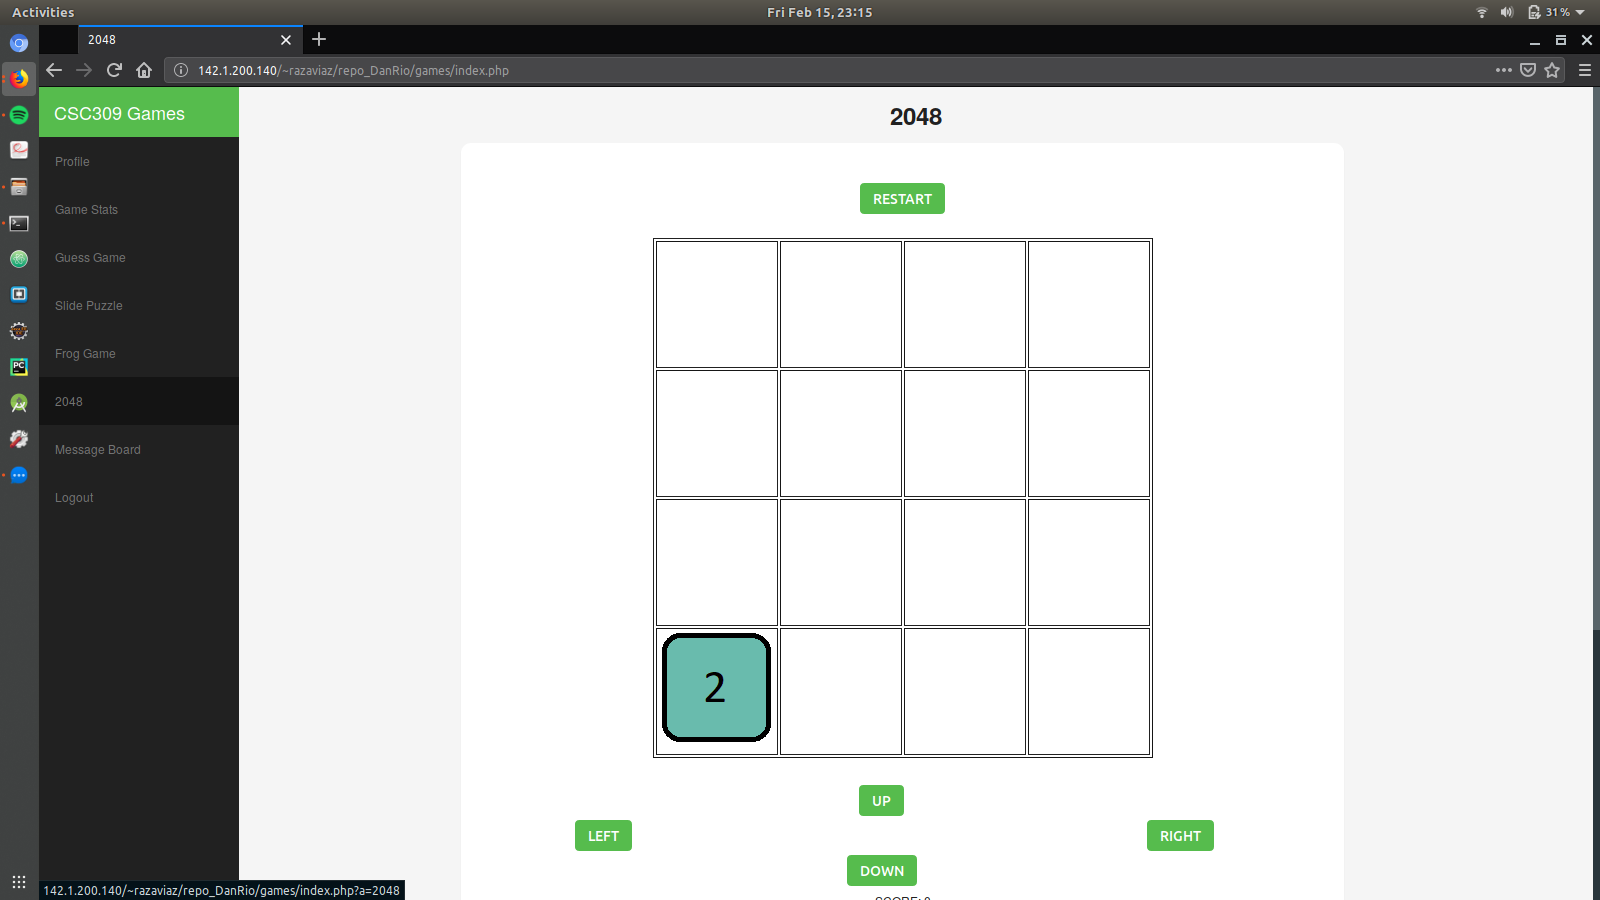 Activities
Fri Feb 15, 23:15
31%
2048
142.1.200.140/~razaviaz/repo_DanRio/games/index.php
CSC309 Games
Profile
Game Stats
Guess Game
Slide Puzzle
Frog Game
2048
Message Board
Logout
2048
RESTART
2
UP
LEFT
RIGHT
DOWN
142.1.200.140/~razaviaz/repo_DanRio/games/index.php?a=2048